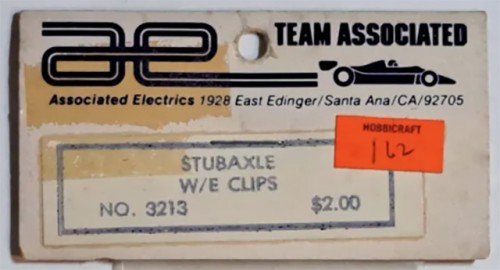 ae TEAM ASSOCIATED
Associated Electrics 1928 East Edinger/Santa Ana/CA/92705
HOBBICRAFT
162
STUBAXLE
W/E CLIPS
NO. 3213 $2.00